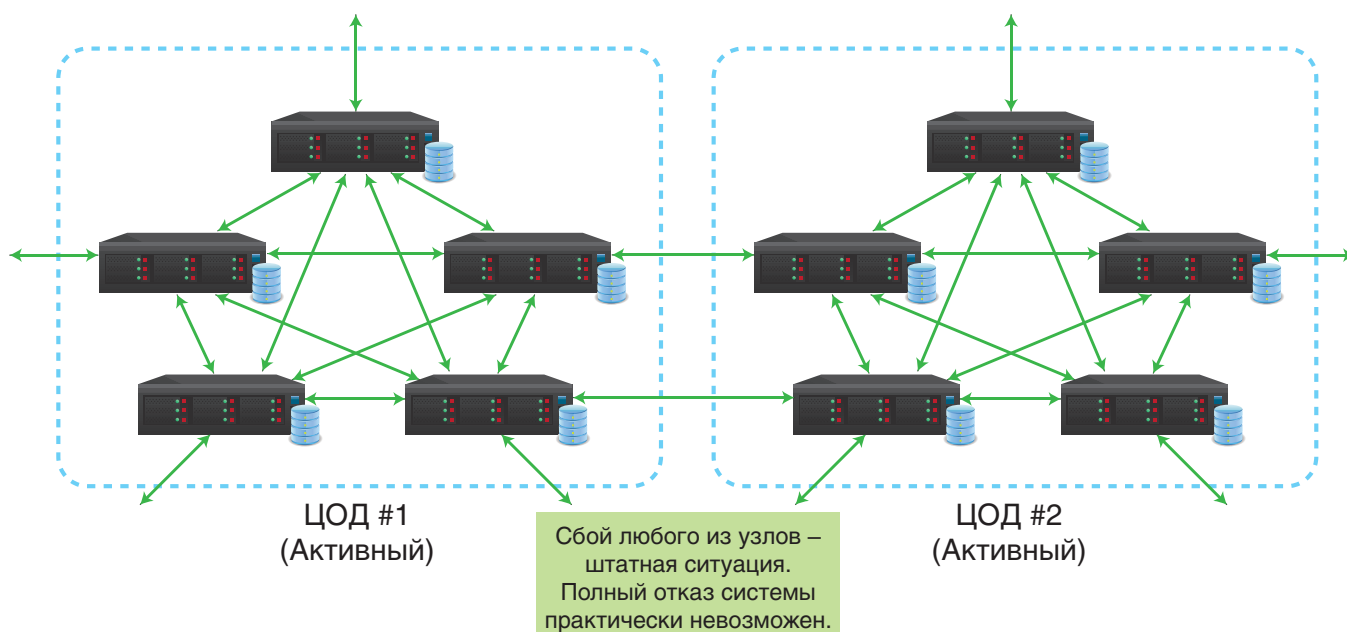 ЦОД #1
(Активный)
Сбой любого из узлов –
штатная ситуация.
Полный отказ системы
практически невозможен.
ЦОД #2
(Активный)